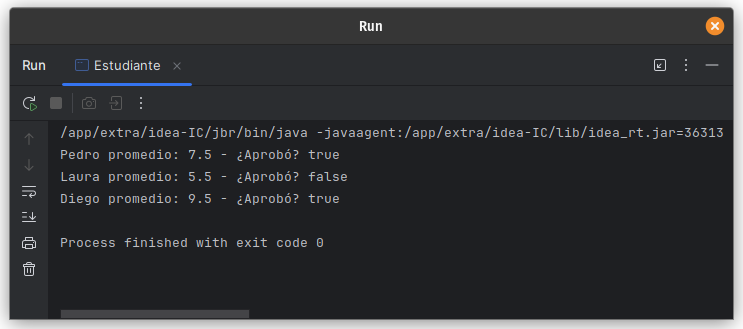 Run
Run Estudiante
/app/extra/idea-IC/jbr/bin/java -javaagent:/app/extra/idea-IC/lib/idea_rt.jar=36313
Pedro promedio: 7.5 - ¿Aprobó? true
Laura promedio: 5.5 - ¿Aprobó? false
Diego promedio: 9.5 - ¿Aprobó? true
Process finished with exit code 0